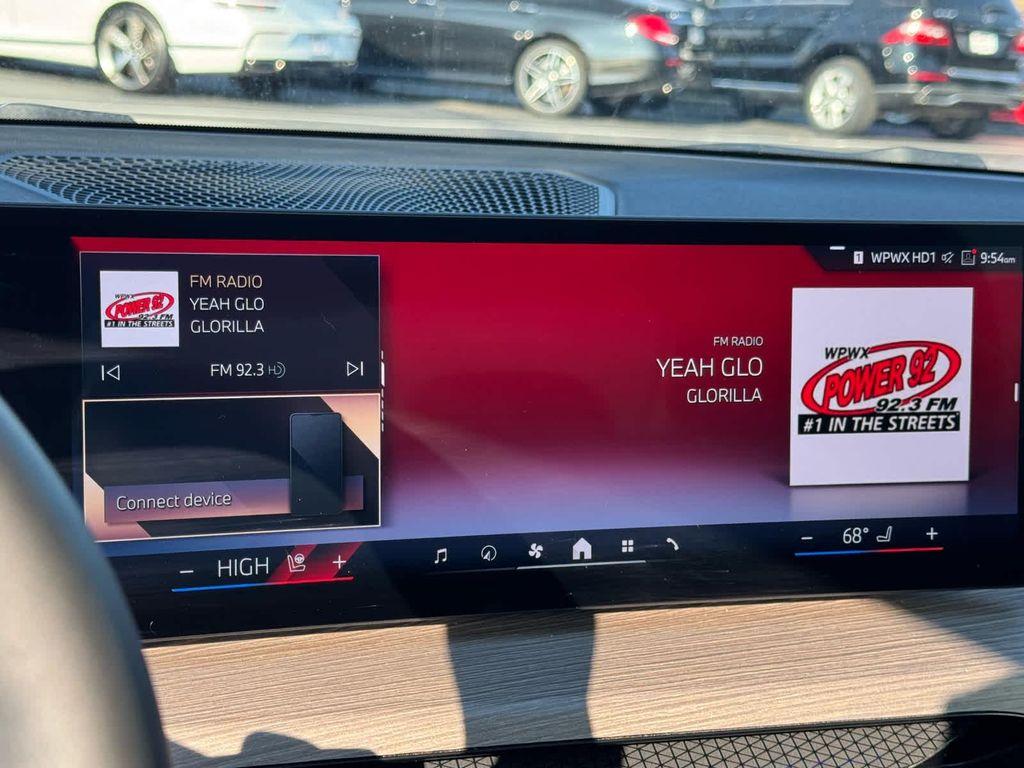 1 WPWX HD1 9:54am
WPWX
POWER 92
92.3 FM
#1 IN THE STREETS
FM RADIO
YEAH GLO
GLORILLA
FM 92.3 HD
Connect device
FM RADIO
YEAH GLO
GLORILLA
WPWX
POWER 92
92.3 FM
#1 IN THE STREETS
− HIGH +
− 68° +